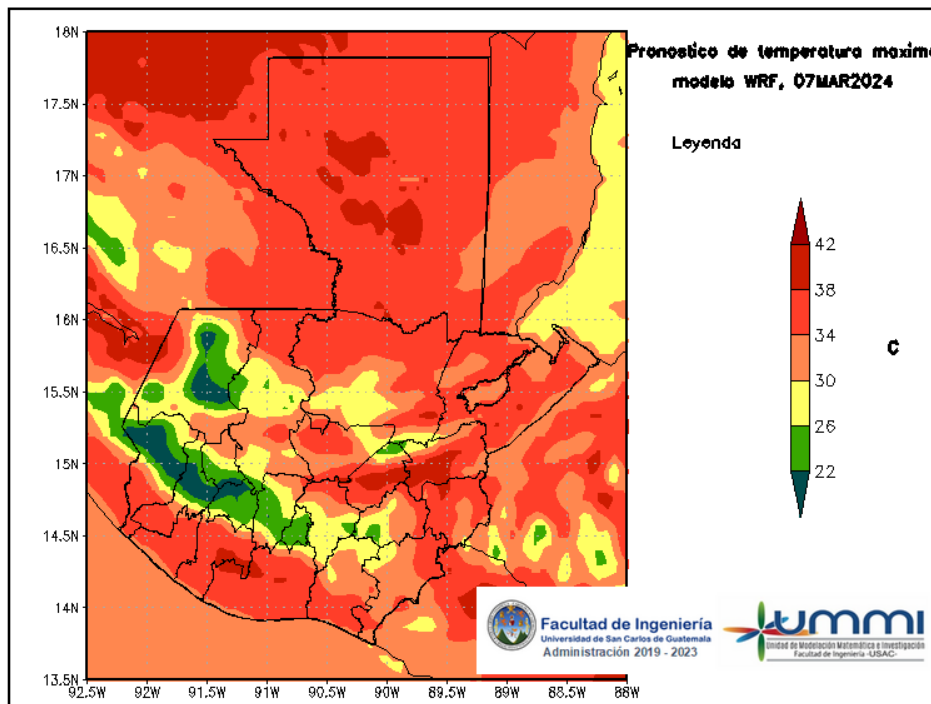 Pronostico de temperatura maxima
modelo WRF, 07MAR2024
Leyenda
42
38
34
30
26
22
C
18N
17.5N
17N
16.5N
16N
15.5N
15N
14.5N
14N
13.5N
92.5W
92W
91.5W
91W
90.5W
90W
89.5W
89W
88.5W
88W
Facultad de Ingeniería
Universidad de San Carlos de Guatemala
Administración 2019 - 2023
ummi
Unidad de Modelación Matemática e Investigación
Facultad de Ingeniería -USAC-